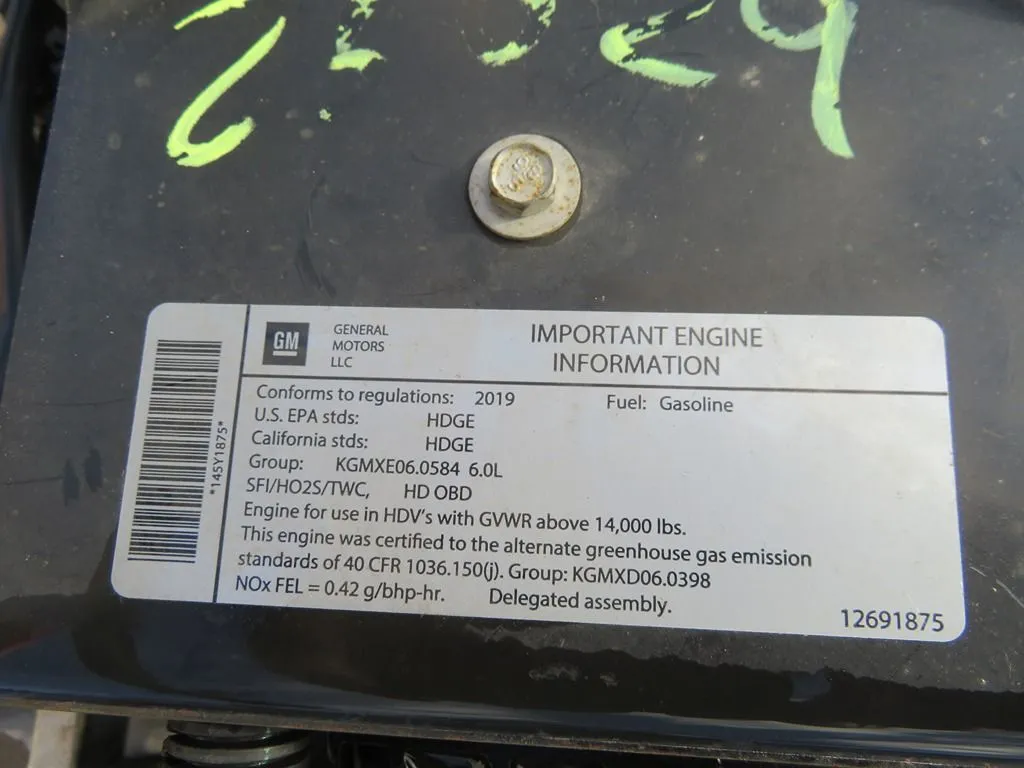 GM
GENERAL
MOTORS
LLC
IMPORTANT ENGINE
INFORMATION
Conforms to regulations: 2019
Fuel: Gasoline
U.S. EPA stds: HDGE
California stds: HDGE
Group: KGMXE06.0584 6.0L
SFI/HO2S/TWC, HD OBD
Engine for use in HDV's with GVWR above 14,000 lbs.
This engine was certified to the alternate greenhouse gas emission
standards of 40 CFR 1036.150(j). Group: KGMXD06.0398
NOx FEL = 0.42 g/bhp-hr. Delegated assembly.
12691875
*145Y1875*